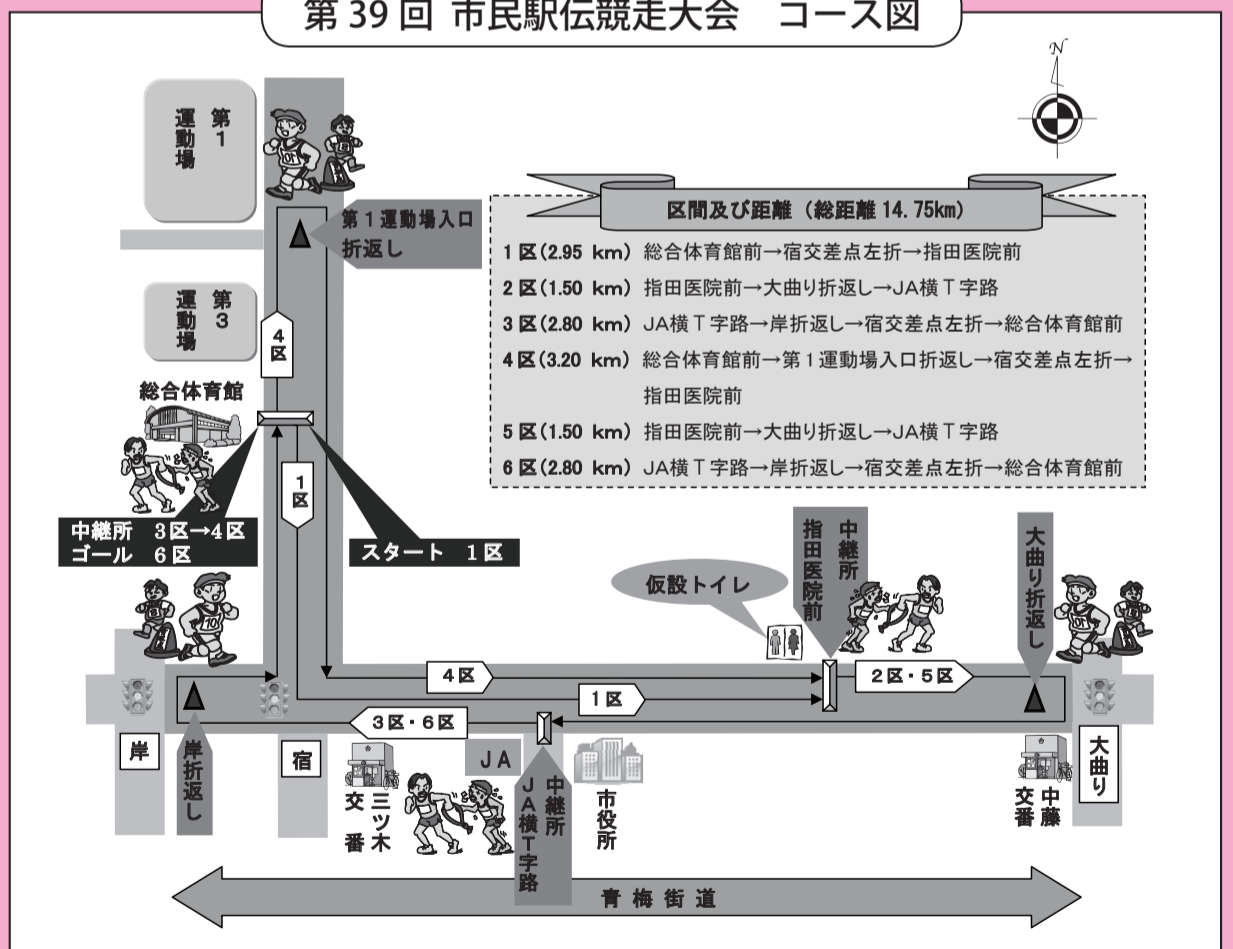 第39回 市民駅伝競走大会　コース図
N
第1
運動場
第1運動場入口
折返し
区間及び距離（総距離14.75km）
1区(2.95 km) 総合体育館前→宿交差点左折→指田医院前
2区(1.50 km) 指田医院前→大曲り折返し→JA横T字路
3区(2.80 km) JA横T字路→岸折返し→宿交差点左折→総合体育館前
4区(3.20 km) 総合体育館前→第1運動場入口折返し→宿交差点左折→
指田医院前
5区(1.50 km) 指田医院前→大曲り折返し→JA横T字路
6区(2.80 km) JA横T字路→岸折返し→宿交差点左折→総合体育館前
第3
運動場
4区
総合体育館
1区
中継所　3区→4区
ゴール　6区
スタート　1区
仮設トイレ
中継所
指田医院前
大曲り折返し
4区
1区
2区・5区
3区・6区
岸
岸折返し
宿
三ツ木
交番
JA
中継所
JA横T字路
市役所
中藤
交番
大曲り
青梅街道